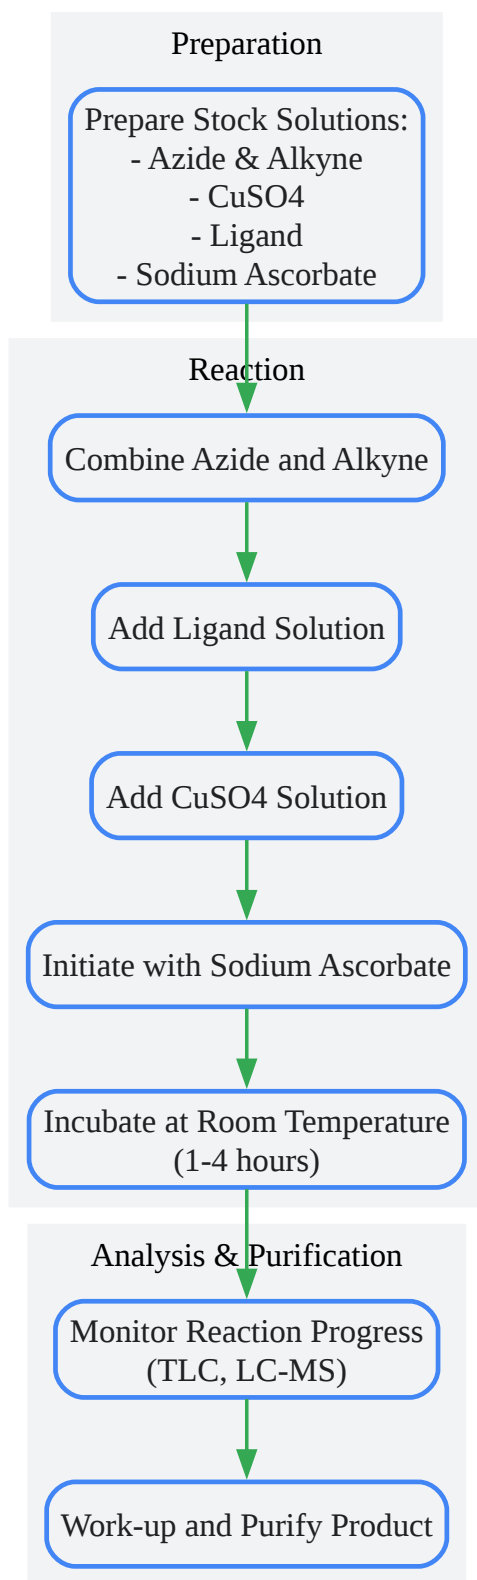 Preparation
Prepare Stock Solutions:
- Azide & Alkyne
- CuSO4
- Ligand
- Sodium Ascorbate
Reaction
Combine Azide and Alkyne
Add Ligand Solution
Add CuSO4 Solution
Initiate with Sodium Ascorbate
Incubate at Room Temperature
(1-4 hours)
Analysis & Purification
Monitor Reaction Progress
(TLC, LC-MS)
Work-up and Purify Product